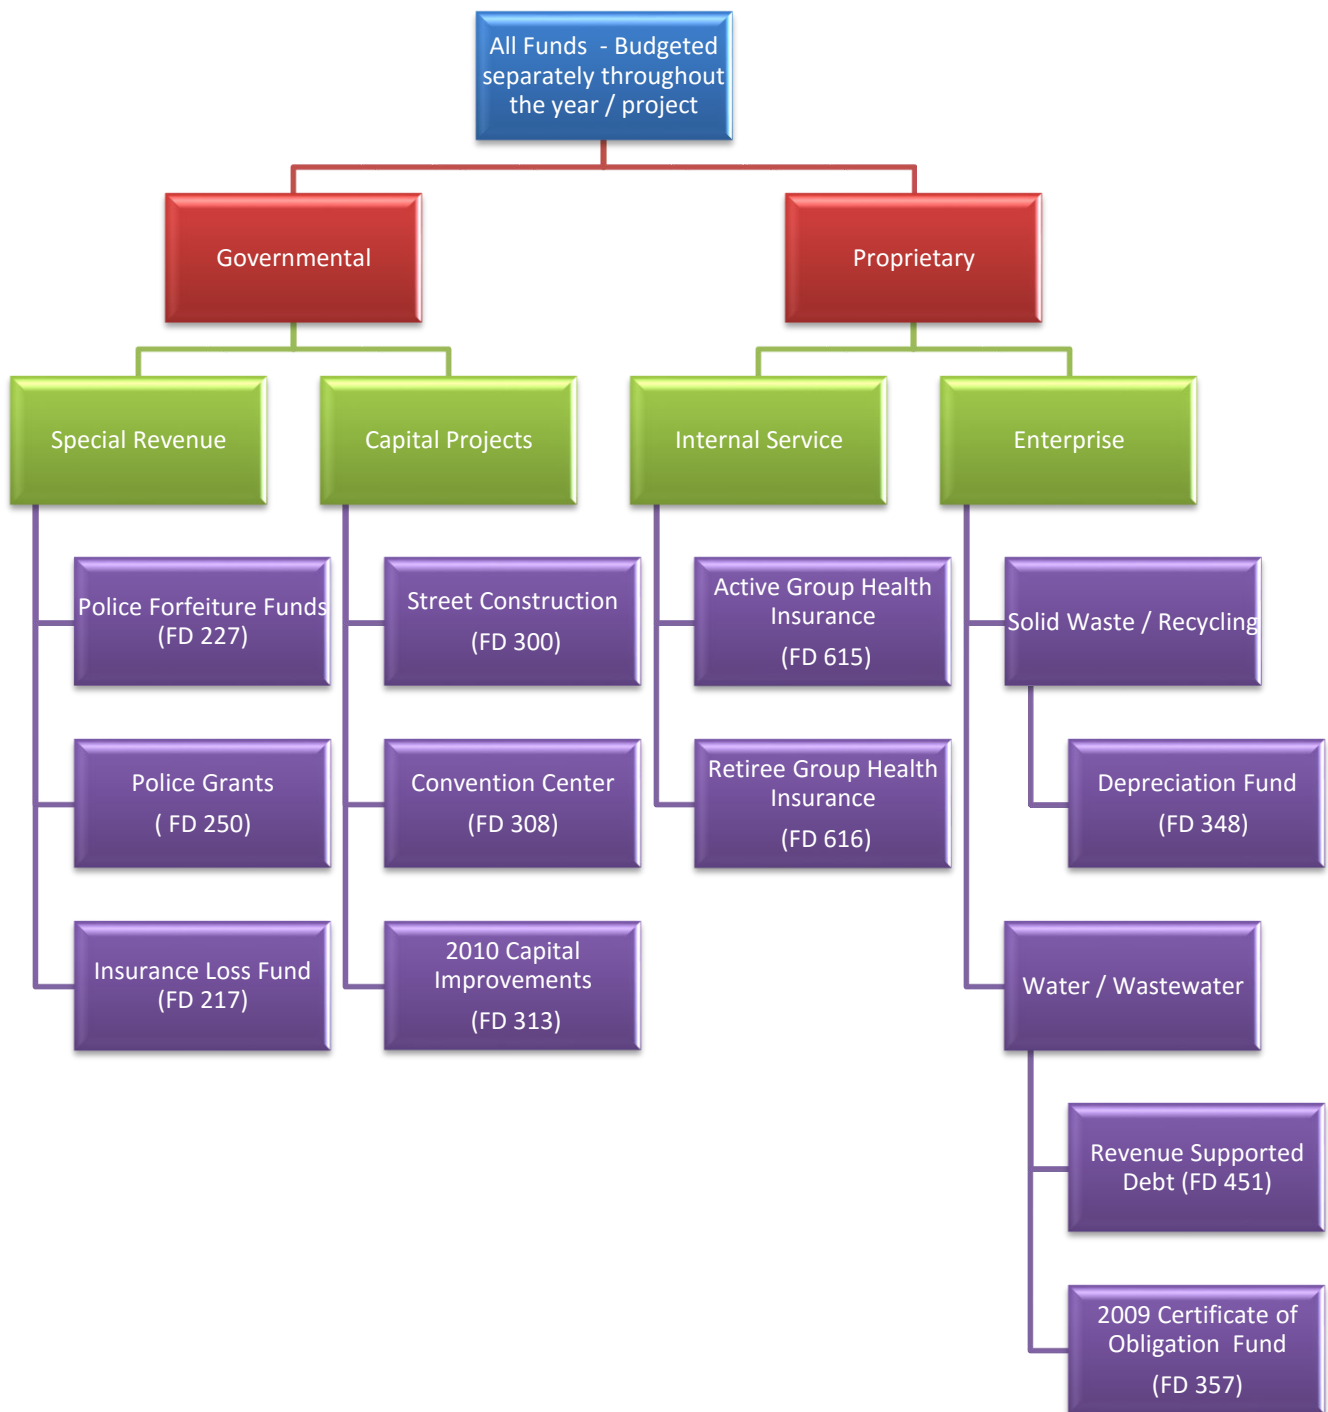 All Funds - Budgeted
separately throughout
the year / project
Governmental
Proprietary
Special Revenue
Capital Projects
Internal Service
Enterprise
Police Forfeiture Funds
(FD 227)
Street Construction
(FD 300)
Active Group Health
Insurance
(FD 615)
Solid Waste / Recycling
Police Grants
( FD 250)
Convention Center
(FD 308)
Retiree Group Health
Insurance
(FD 616)
Depreciation Fund
(FD 348)
Insurance Loss Fund
(FD 217)
2010 Capital
Improvements
(FD 313)
Water / Wastewater
Revenue Supported
Debt (FD 451)
2009 Certificate of
Obligation Fund
(FD 357)